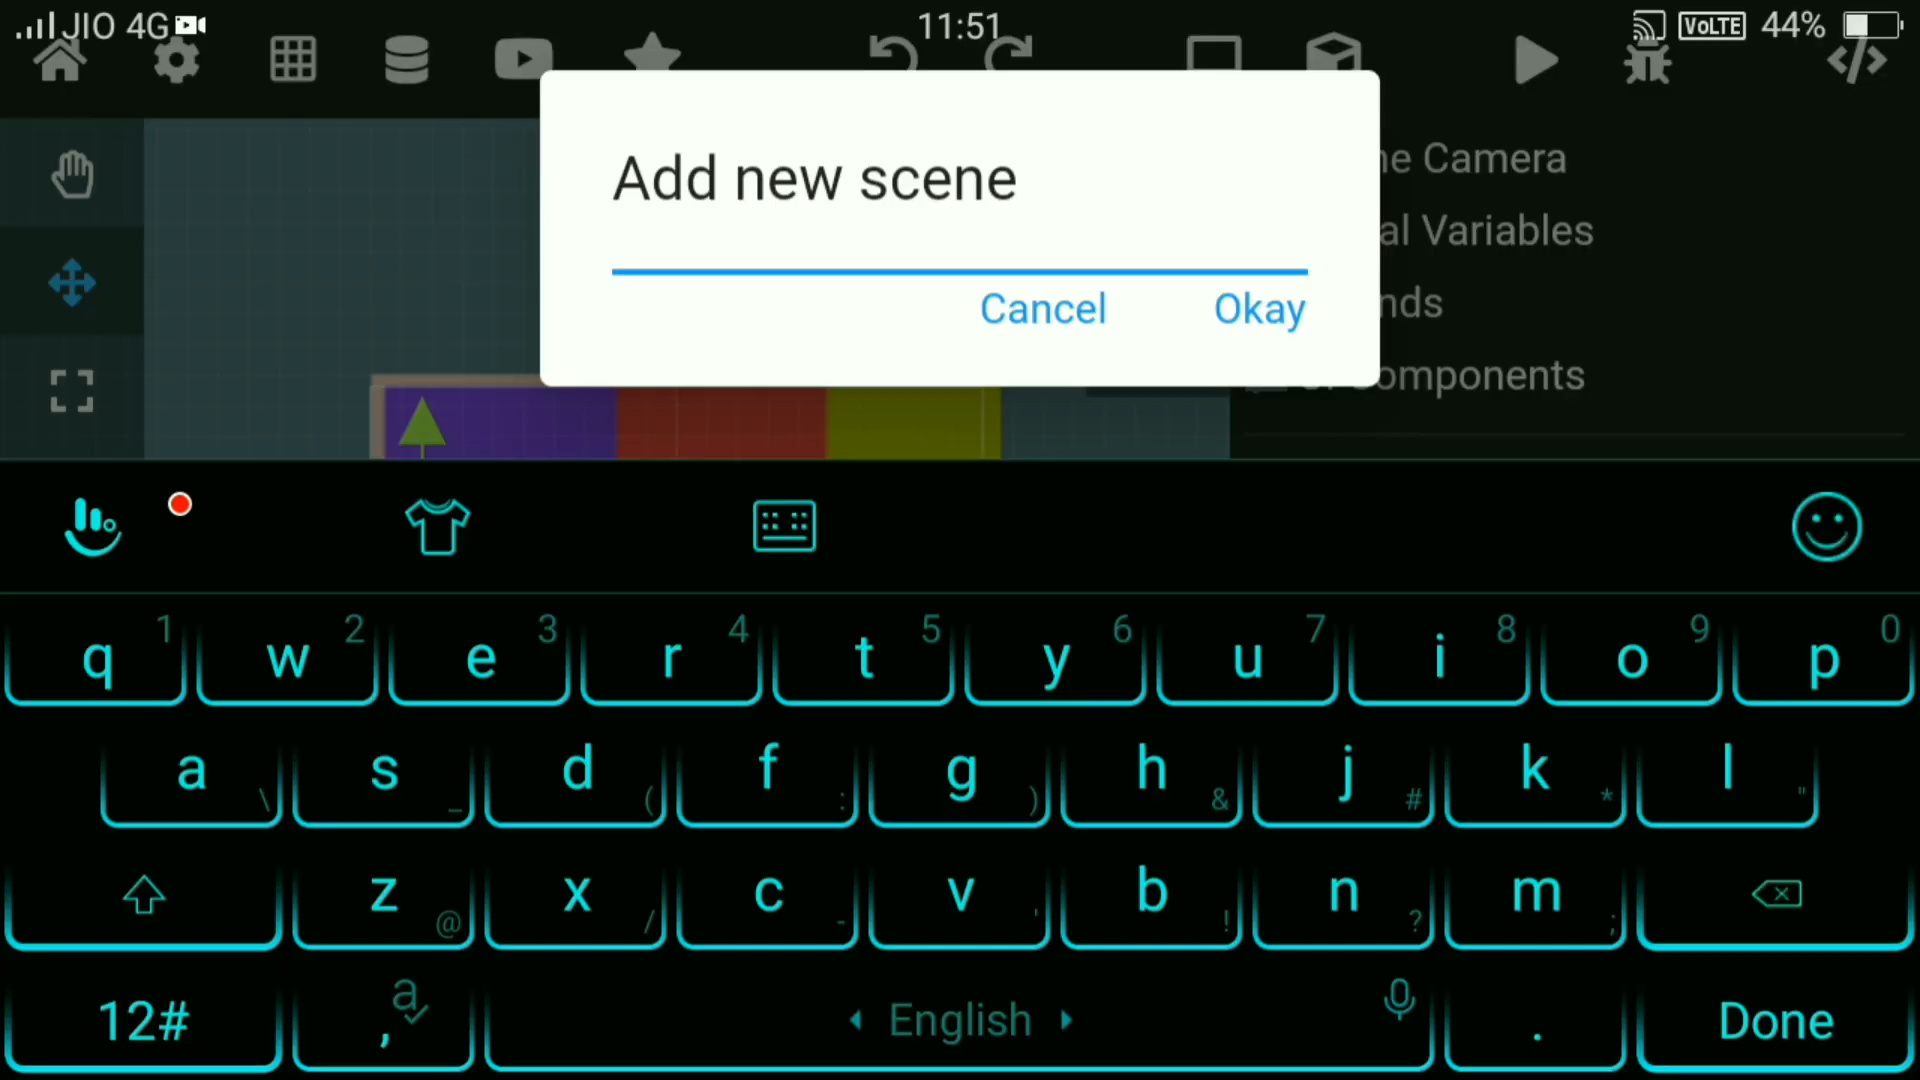 JIO 4G 11:51 VoLTE 44%
Add new scene
Cancel Okay
ne Camera
al Variables
nds
omponents
q 1 w 2 e 3 r 4 t 5 y 6 u 7 i 8 o 9 p 0
a \ s _ d ( f : g ) h & j # k * l "
z @ x / c - v ' b ! n ? m ;
12# , a English . Done